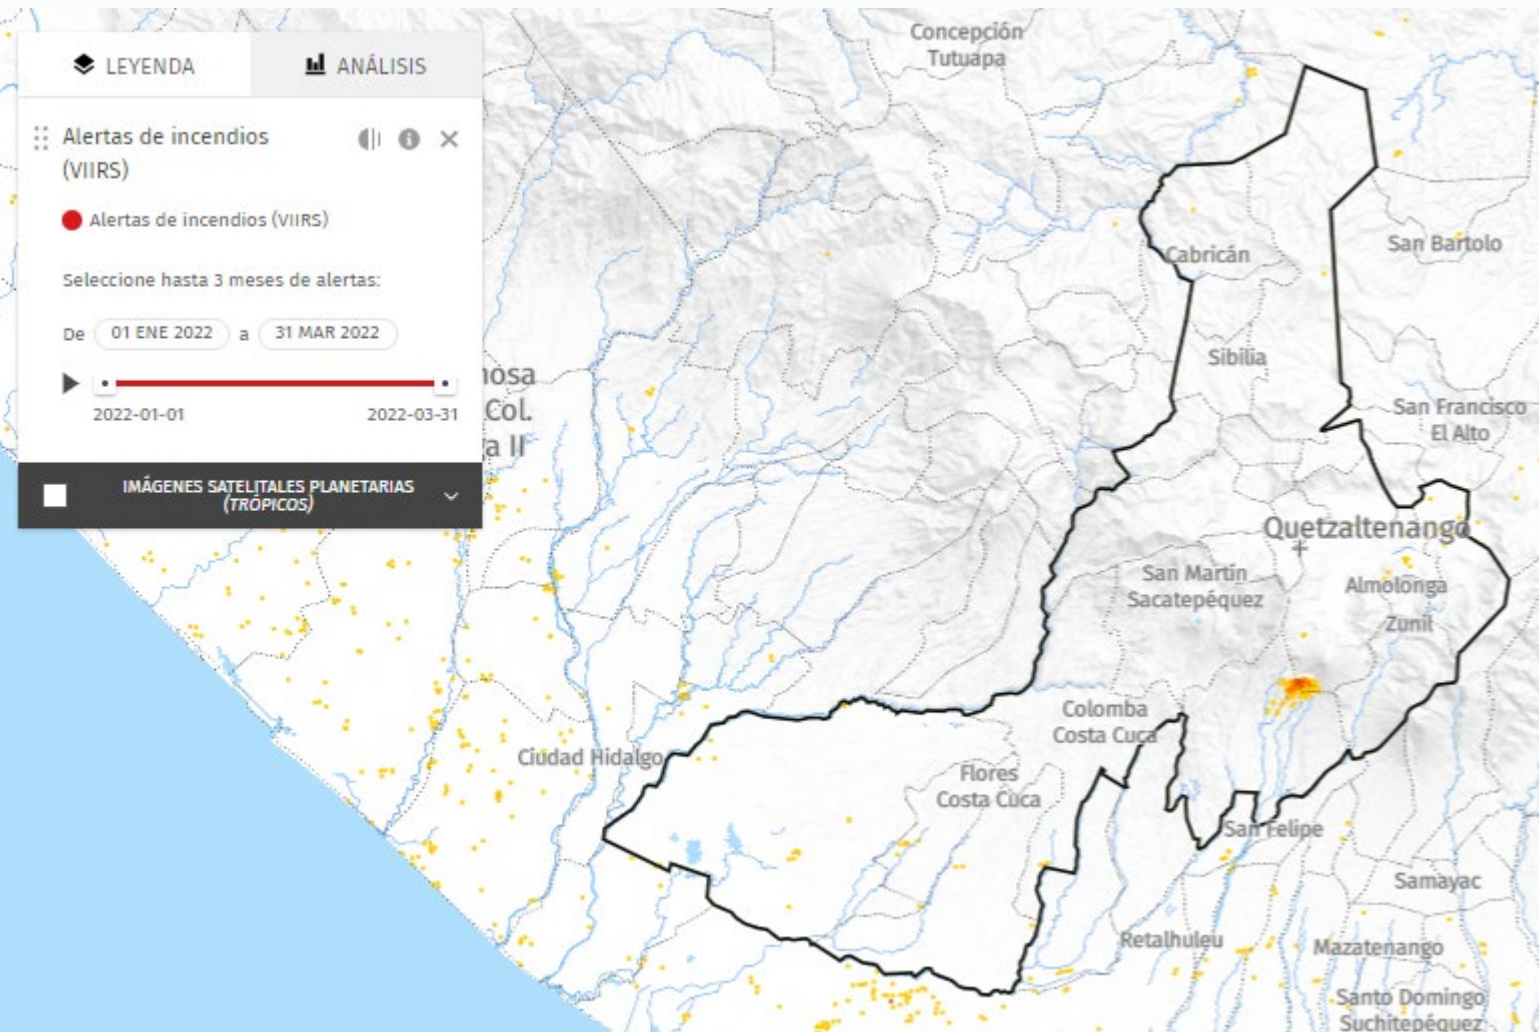 LEYENDA
ANÁLISIS
Alertas de incendios
(VIIRS)
Alertas de incendios (VIIRS)
Seleccione hasta 3 meses de alertas:
De 01 ENE 2022 a 31 MAR 2022
2022-01-01 2022-03-31
IMÁGENES SATELITALES PLANETARIAS
(TRÓPICOS)
Concepción
Tutuapa
San Bartolo
Cabricán
Sibilia
nosa
Col.
a II
San Francisco
El Alto
Quetzaltenango
San Martín
Sacatepéquez
Almolonga
Zunil
Colomba
Costa Cuca
Ciudad Hidalgo
Flores
Costa Cuca
San Felipe
Samayac
Retalhuleu
Mazatenango
Santo Domingo
Suchitepéquez